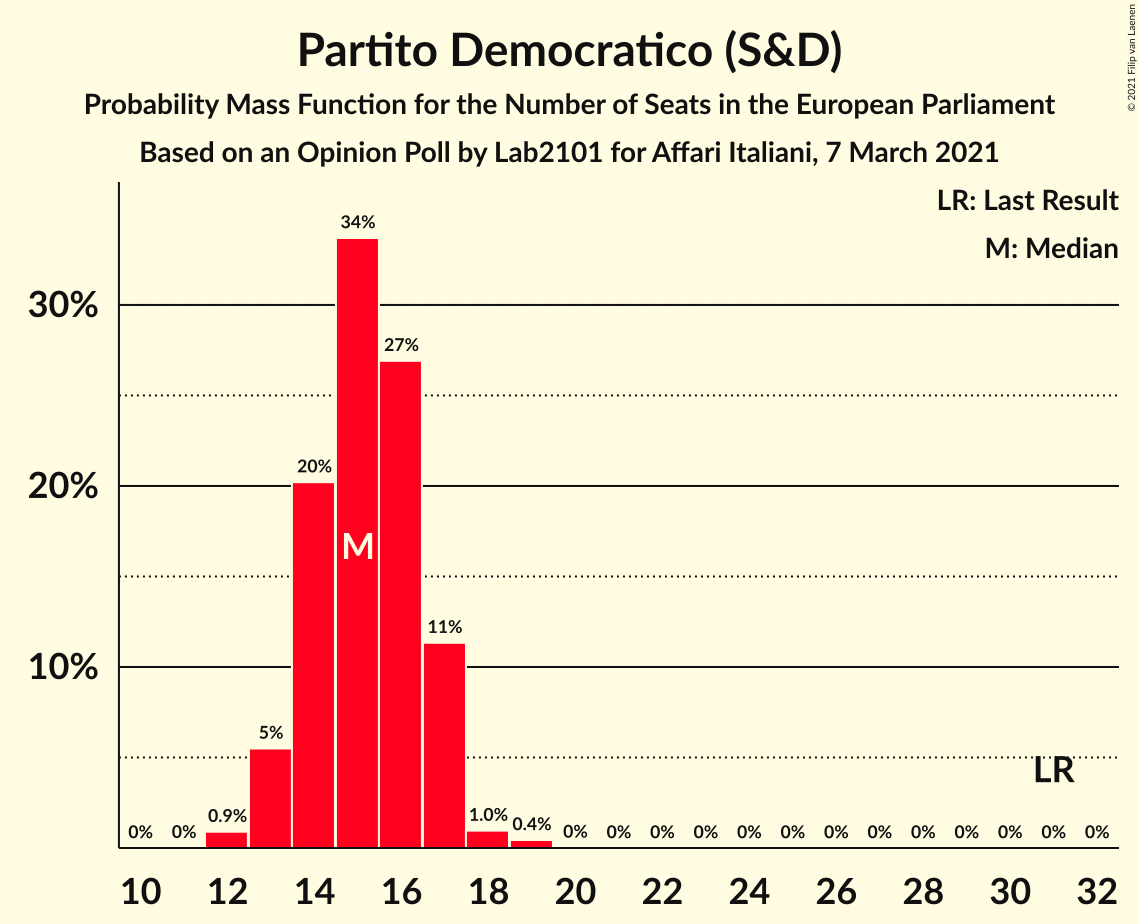 Partito Democratico (S&D)
Probability Mass Function for the Number of Seats in the European Parliament
Based on an Opinion Poll by Lab2101 for Affari Italiani, 7 March 2021
© 2021 Filip van Laenen
LR: Last Result
M: Median
34%
30%
27%
20%
20%
M
11%
10%
5%
LR
0% 0% 0.9% 1.0% 0.4% 0% 0% 0% 0% 0% 0% 0% 0% 0% 0% 0% 0% 0%
10 12 14 16 18 20 22 24 26 28 30 32